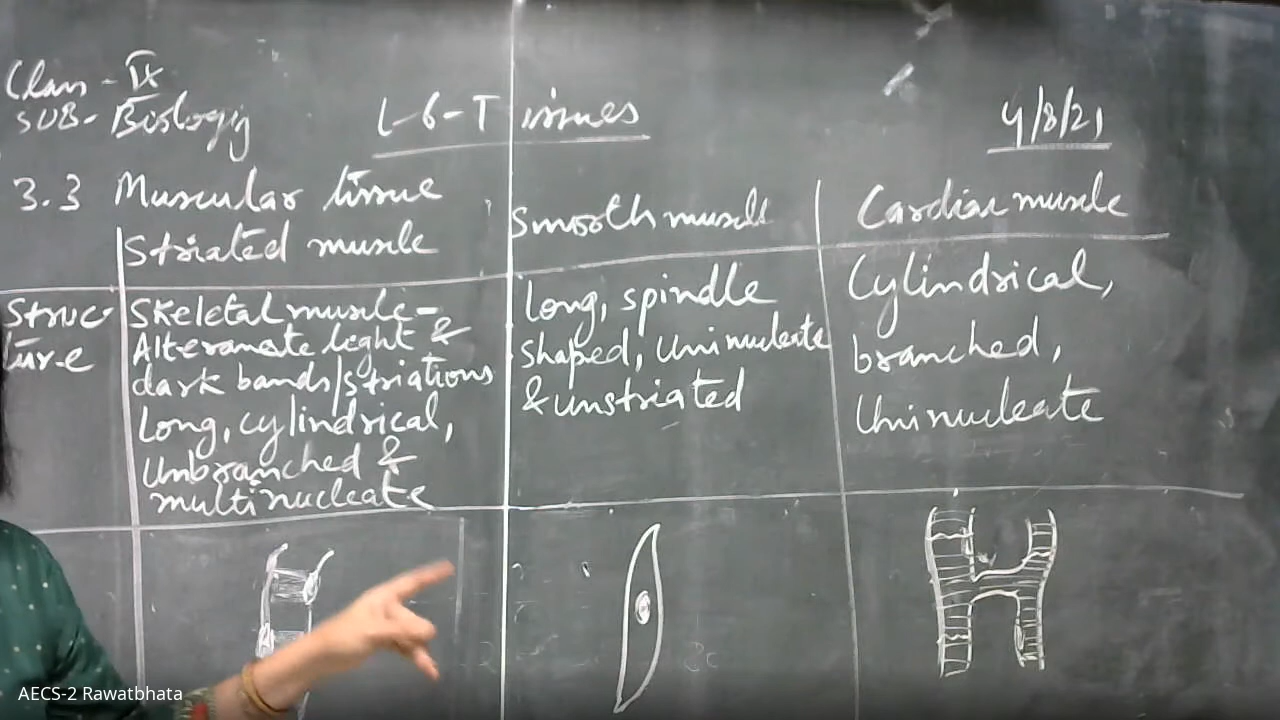 Class - IX
SUB- Biology
L-6-Tissues
4/8/21
3.3 Muscular tissue
Striated muscle
Smooth muscle
Cardiac muscle
Struc
ture
Skeletal muscle-
Alternate light &
dark bands/striations
Long, cylindrical,
Unbranched &
multinucleate
Long, spindle
shaped, Uninucleate
& unstriated
Cylindrical,
branched,
Uninucleate
AECS-2 Rawatbhata